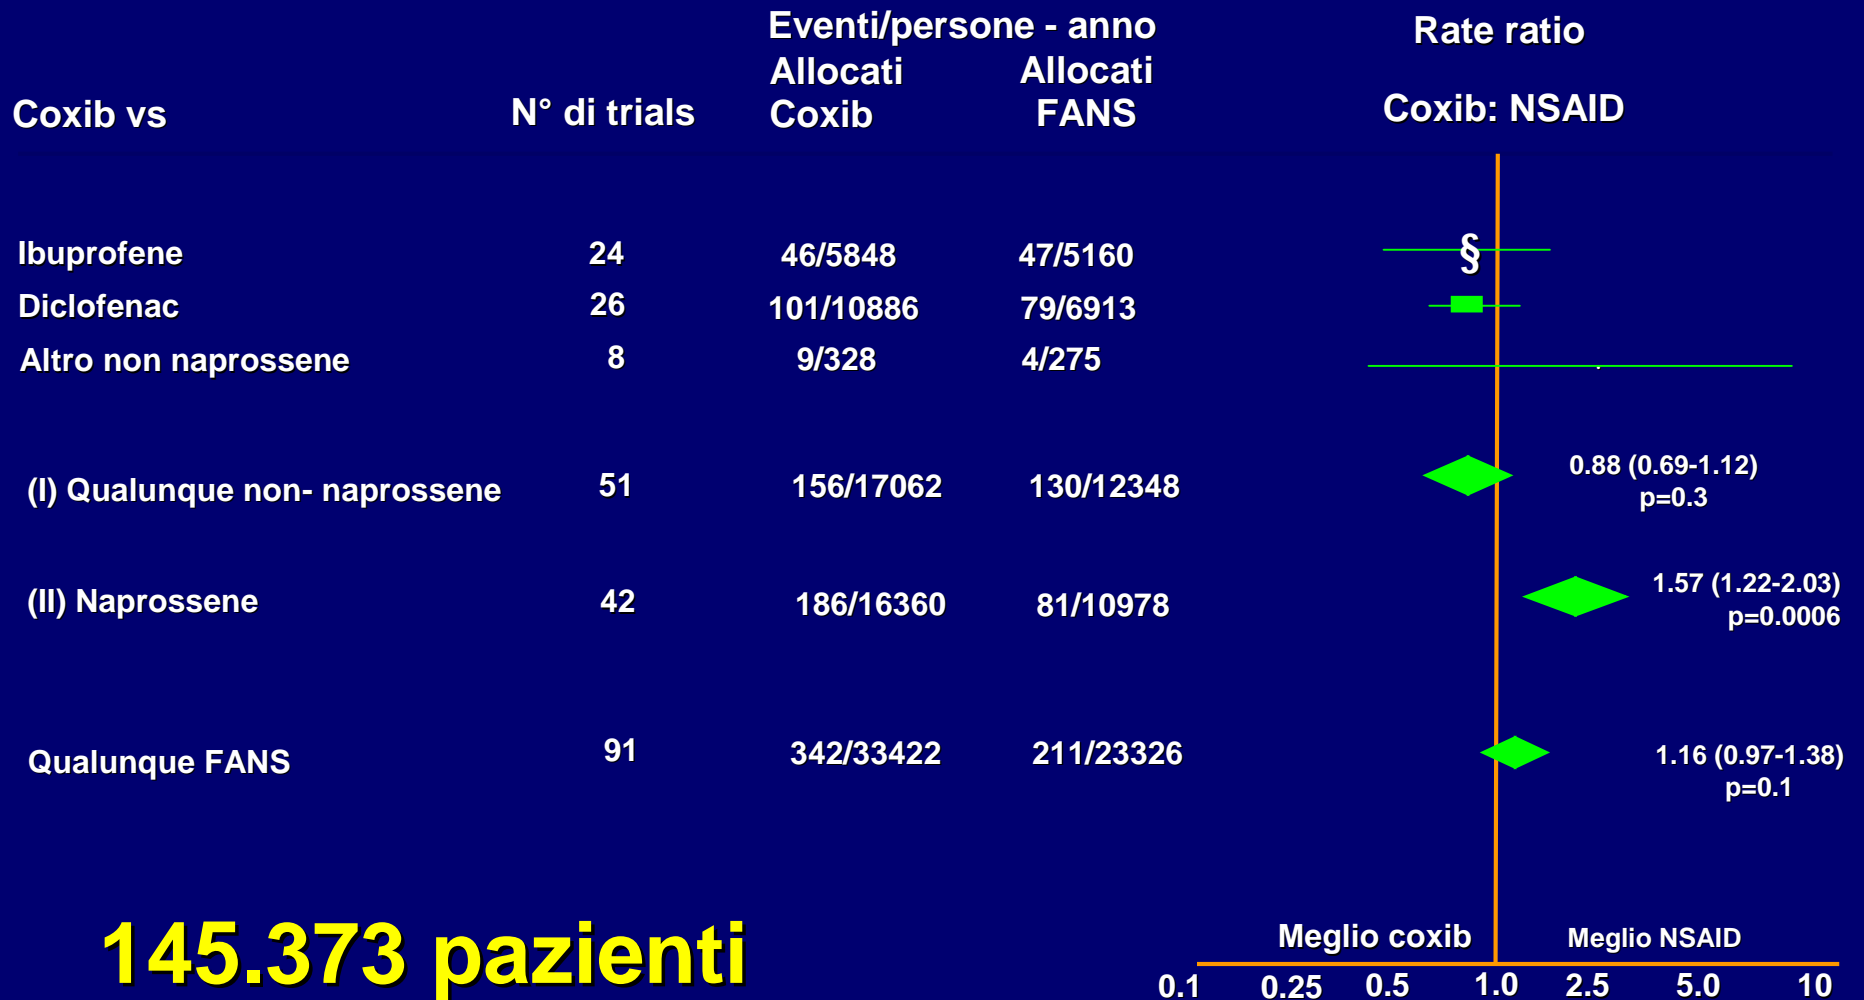 Eventi/persone - anno
Rate ratio
Allocati
Allocati
Coxib vs
N° di trials
Coxib
FANS
Coxib: NSAID
Ibuprofene 24 46/5848 47/5160 §
Diclofenac 26 101/10886 79/6913
Altro non naprossene 8 9/328 4/275
(I) Qualunque non- naprossene 51 156/17062 130/12348 0.88 (0.69-1.12)
p=0.3
(II) Naprossene 42 186/16360 81/10978 1.57 (1.22-2.03)
p=0.0006
Qualunque FANS 91 342/33422 211/23326 1.16 (0.97-1.38)
p=0.1
145.373 pazienti
Meglio coxib Meglio NSAID
0.1 0.25 0.5 1.0 2.5 5.0 10